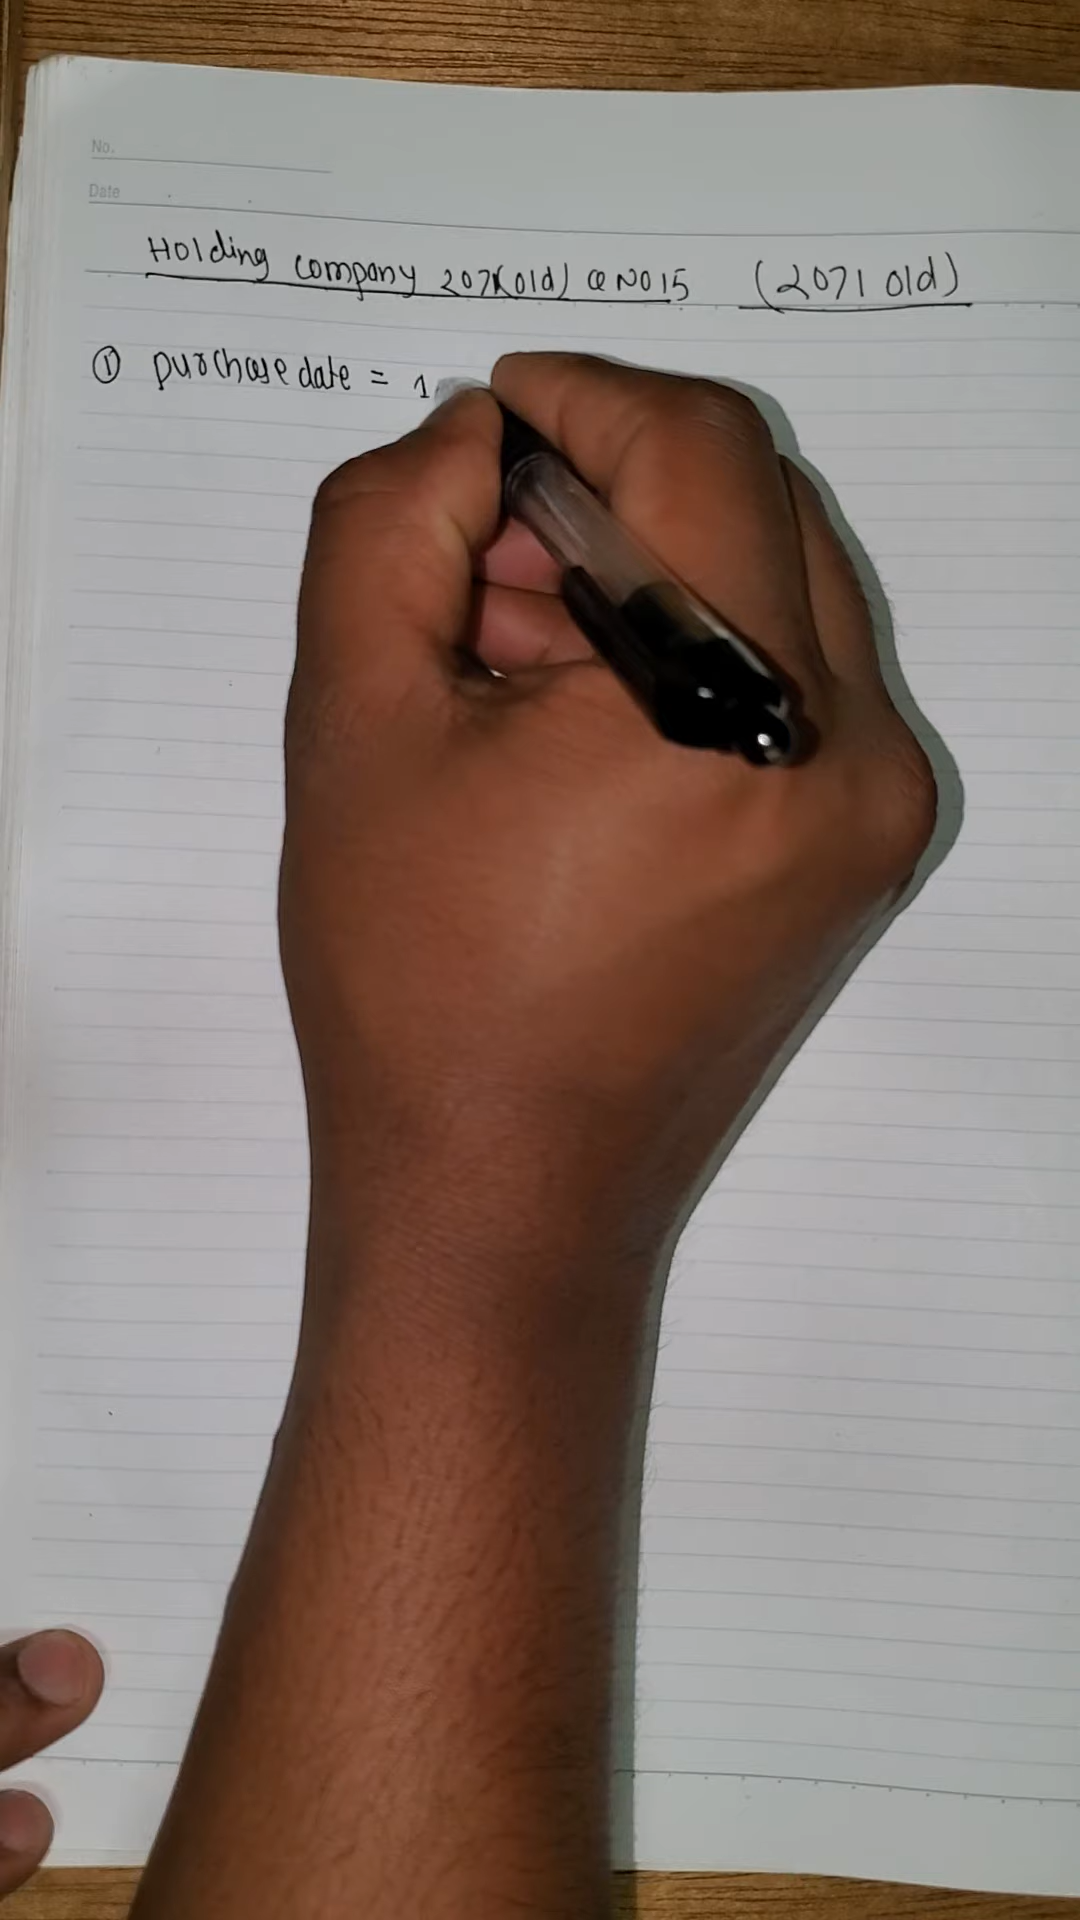 No.
Date
Holding company 2071(old) Q NO 15 (2071 old)
① purchase date = 1